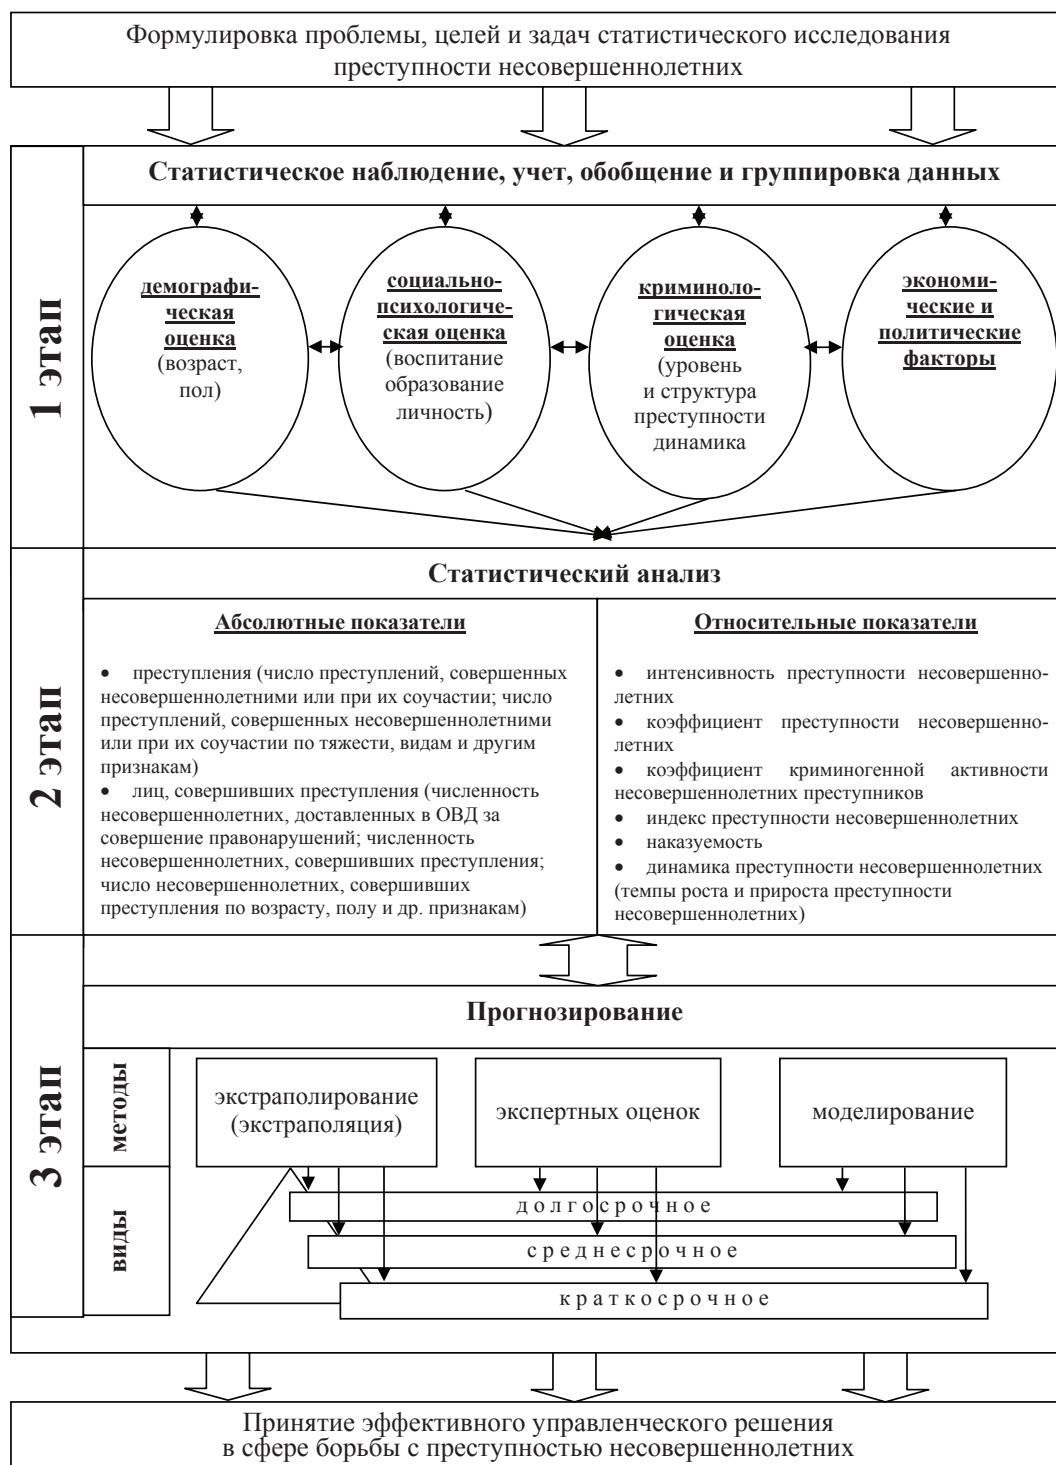 Формулировка проблемы, целей и задач статистического исследования
преступности несовершеннолетних
1 этап
Статистическое наблюдение, учет, обобщение и группировка данных
демографи-
ческая
оценка
(возраст,
пол)
социально-
психологиче-
ская оценка
(воспитание
образование
личность)
криминоло-
гическая
оценка
(уровень
и структура
преступности
динамика
экономи-
ческие и
политические
факторы
2 этап
Статистический анализ
Абсолютные показатели
• преступления (число преступлений, совершенных
несовершеннолетними или при их соучастии; число
преступлений, совершенных несовершеннолетними
или при их соучастии по тяжести, видам и другим
признакам)
• лиц, совершивших преступления (численность
несовершеннолетних, доставленных в ОВД за
совершение правонарушений; численность
несовершеннолетних, совершивших преступления;
число несовершеннолетних, совершивших
преступления по возрасту, полу и др. признакам)
Относительные показатели
• интенсивность преступности несовершенно-
летних
• коэффициент преступности несовершенно-
летних
• коэффициент криминогенной активности
несовершеннолетних преступников
• индекс преступности несовершеннолетних
• наказуемость
• динамика преступности несовершеннолетних
(темпы роста и прироста преступности
несовершеннолетних)
3 этап
Прогнозирование
методы
экстраполирование
(экстраполяция)
экспертных оценок
моделирование
виды
долгосрочное
среднесрочное
краткосрочное
Принятие эффективного управленческого решения
в сфере борьбы с преступностью несовершеннолетних